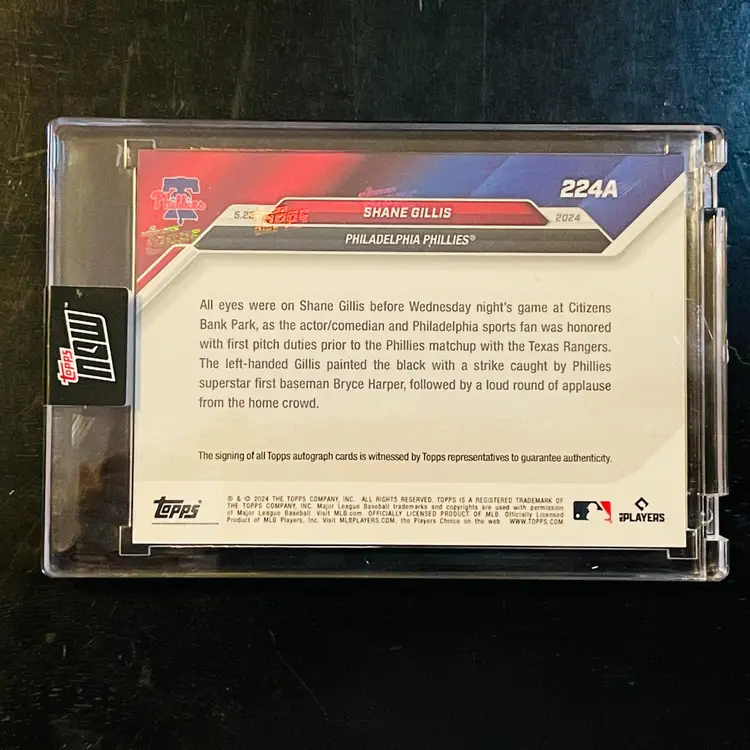 Phillies
224A
5.22
SHANE GILLIS
2024
PHILADELPHIA PHILLIES®
All eyes were on Shane Gillis before Wednesday night's game at Citizens
Bank Park, as the actor/comedian and Philadelphia sports fan was honored
with first pitch duties prior to the Phillies matchup with the Texas Rangers.
The left-handed Gillis painted the black with a strike caught by Phillies
superstar first baseman Bryce Harper, followed by a loud round of applause
from the home crowd.
TOPPS NOW™
The signing of all Topps autograph cards is witnessed by Topps representatives to guarantee authenticity.
Topps®
® & © 2024 THE TOPPS COMPANY, INC. ALL RIGHTS RESERVED. TOPPS IS A REGISTERED TRADEMARK OF
THE TOPPS COMPANY, INC. Major League Baseball trademarks and copyrights are used with permission
of Major League Baseball. Visit MLB.com OFFICIALLY LICENSED PRODUCT OF MLB. Officially Licensed
Product of MLB Players, Inc. Visit MLBPLAYERS.COM, the Players Choice on the web. WWW.TOPPS.COM
PLAYERS